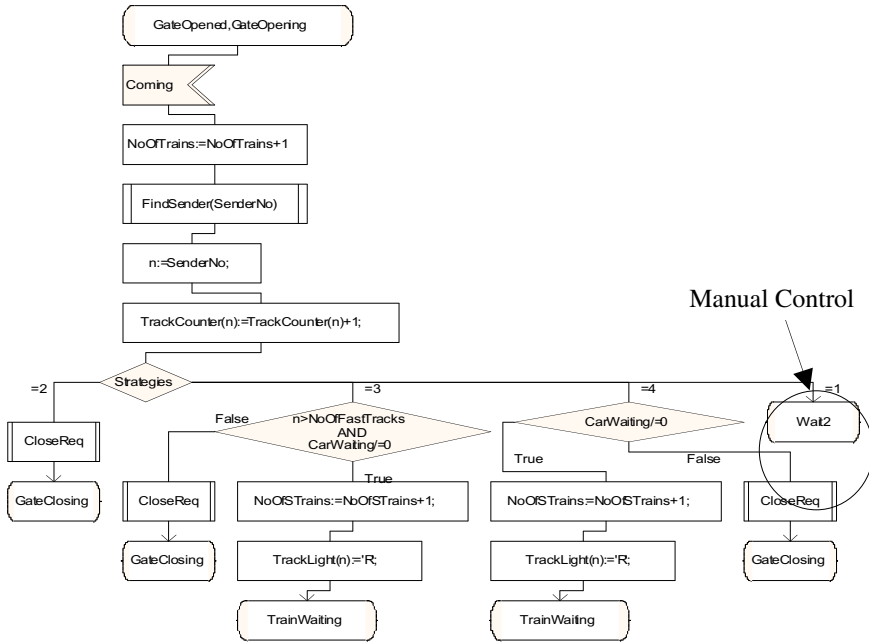 GateOpened,GateOpening
Coming
NoOfTrains:=NoOfTrains+1
FindSender(SenderNo)
n:=SenderNo;
TrackCounter(n):=TrackCounter(n)+1;
Manual Control
Strategies
=2
=3
=4
=1
CloseReq
GateClosing
False
n>NoOfFastTracks
AND
CarWaiting/=0
True
CloseReq
GateClosing
NoOfSTrains:=NoOfSTrains+1;
TrackLight(n):='R;
TrainWaiting
CarWaiting/=0
True
False
NoOfSTrains:=NoOfSTrains+1;
TrackLight(n):='R;
TrainWaiting
Wait2
CloseReq
GateClosing